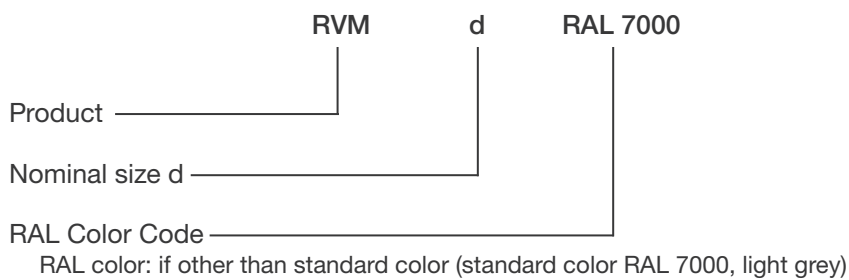 RVM d RAL 7000
Product
Nominal size d
RAL Color Code
RAL color: if other than standard color (standard color RAL 7000, light grey)